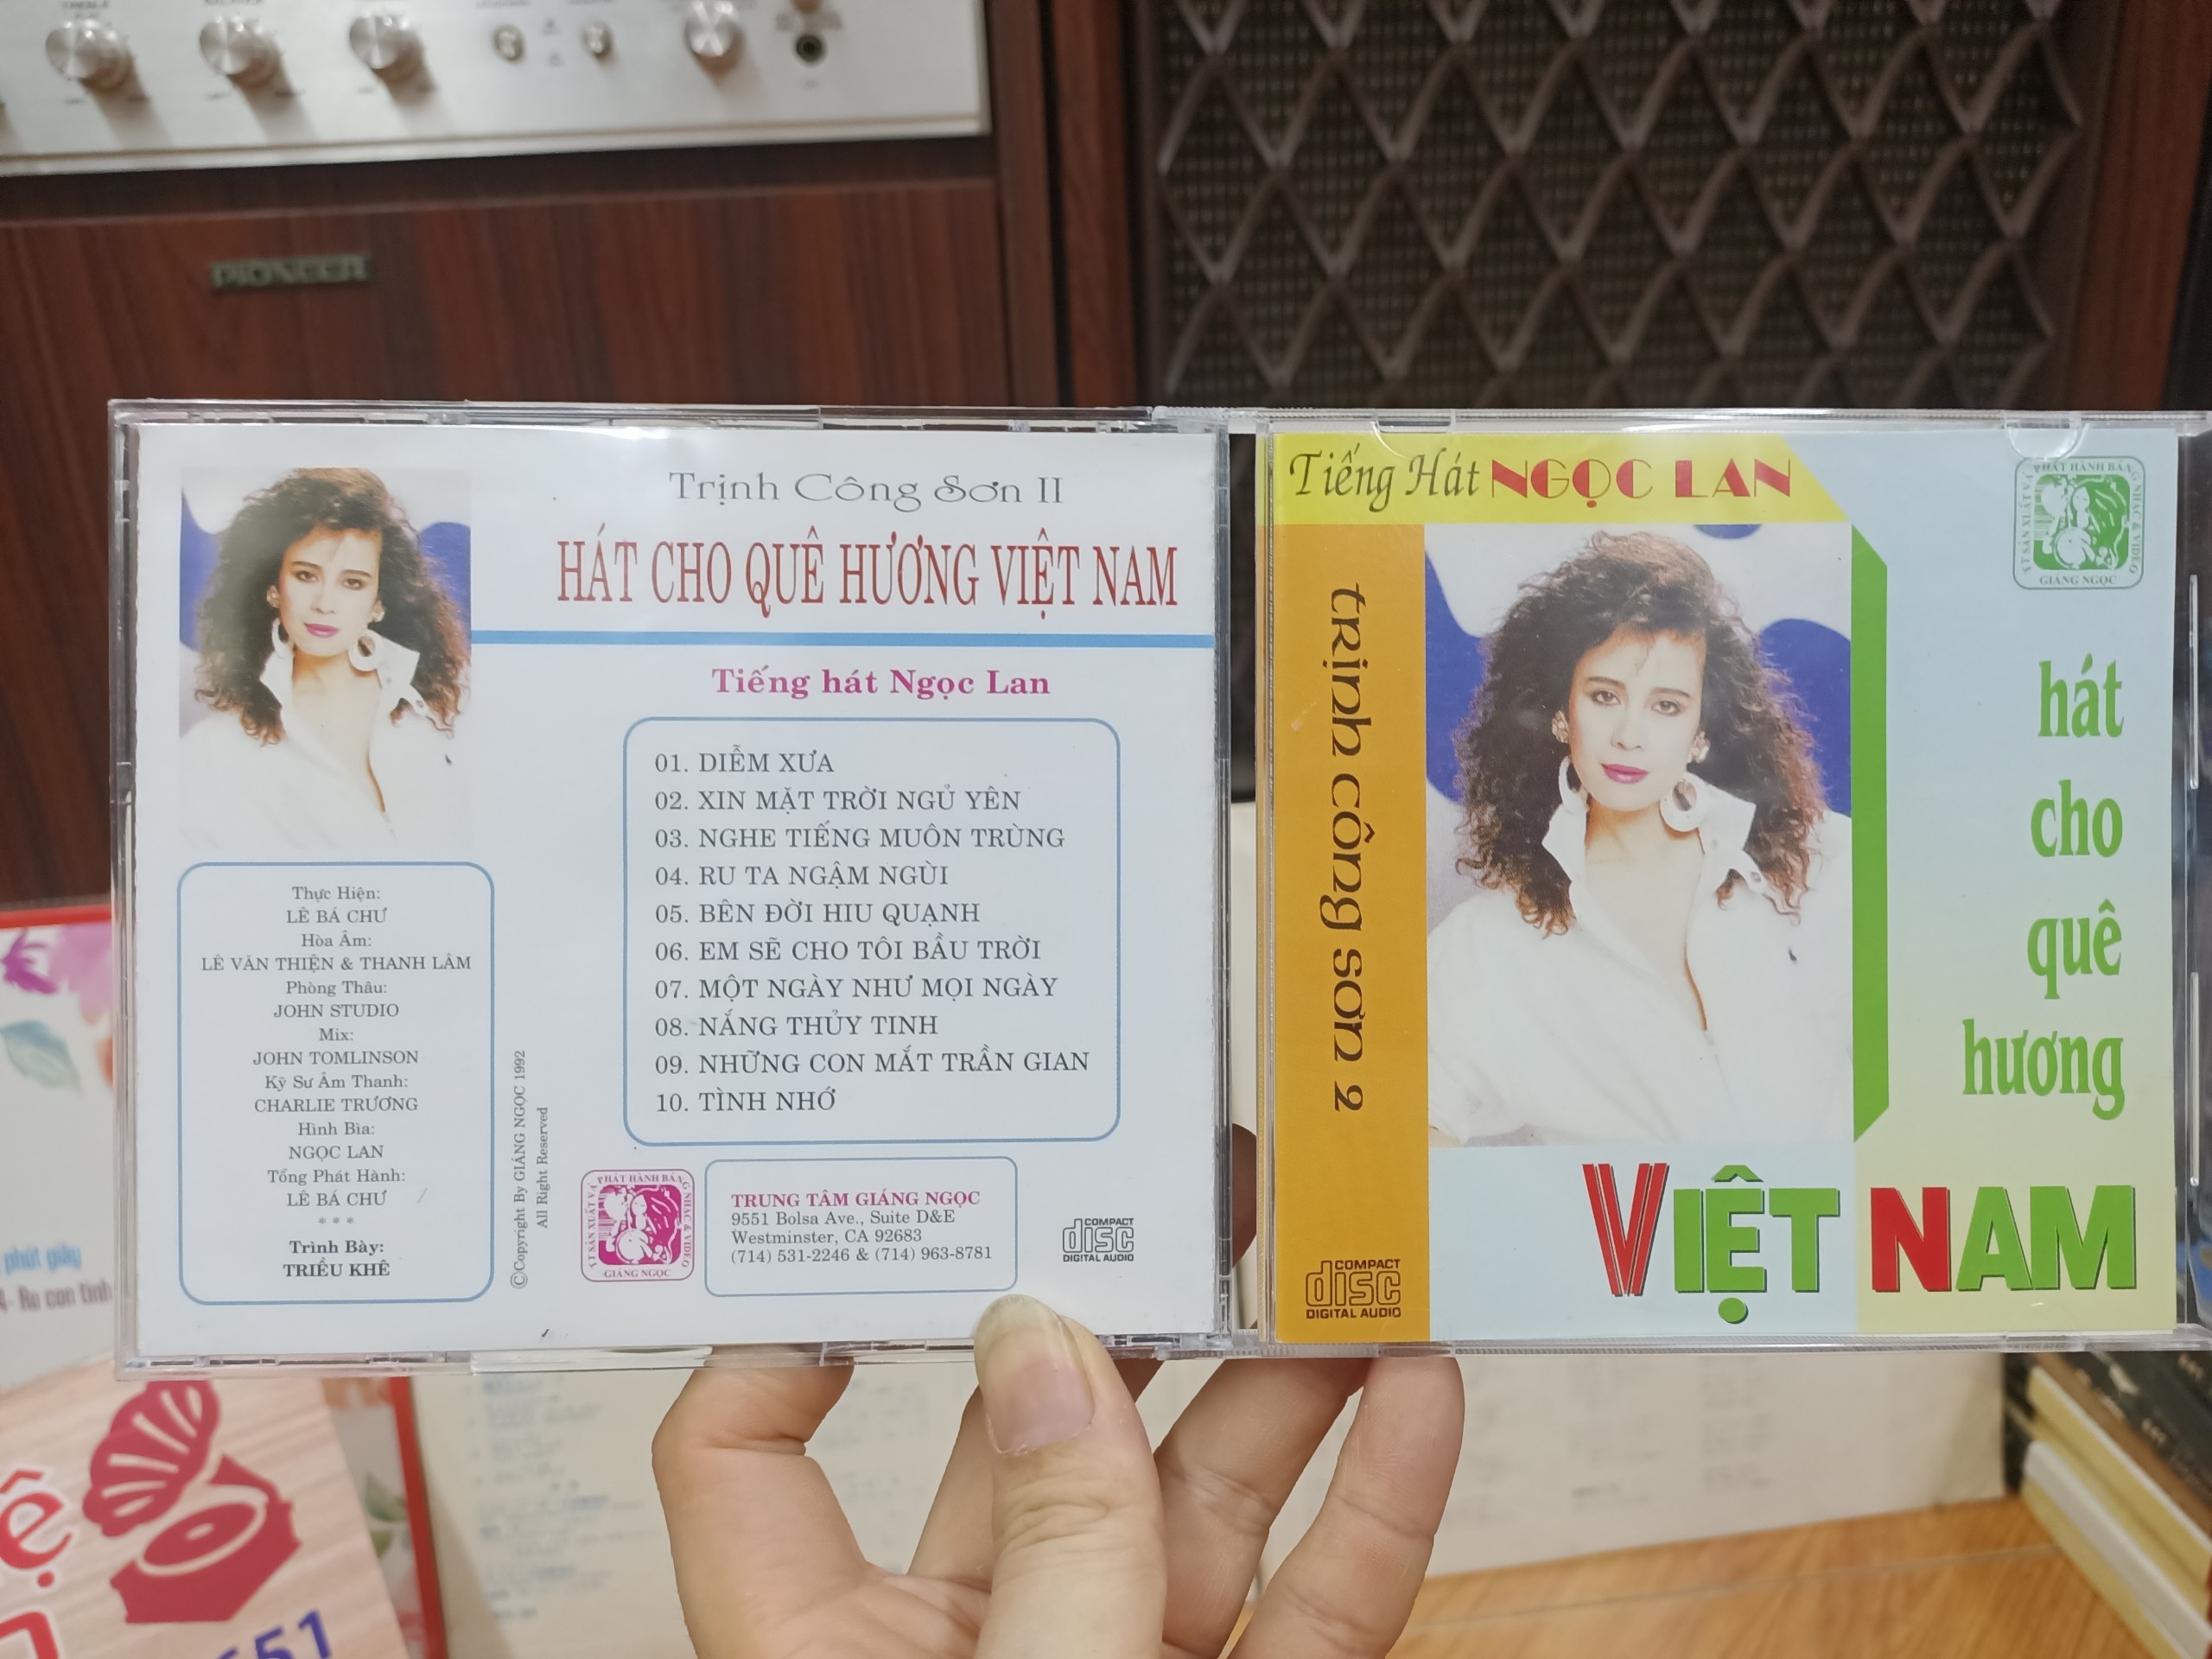 PIONEER
Trịnh Công Sơn II
HÁT CHO QUÊ HƯƠNG VIỆT NAM
Tiếng hát Ngọc Lan
01. DIỄM XƯA
02. XIN MẶT TRỜI NGỦ YÊN
03. NGHE TIẾNG MUÔN TRÙNG
04. RU TA NGẬM NGÙI
05. BÊN ĐỜI HIU QUẠNH
06. EM SẼ CHO TÔI BẦU TRỜI
07. MỘT NGÀY NHƯ MỌI NGÀY
08. NẮNG THỦY TINH
09. NHỮNG CON MẮT TRẦN GIAN
10. TÌNH NHỚ
Thực Hiện:
LÊ BÁ CHƯ
Hòa Âm:
LÊ VĂN THIỆN & THANH LÂM
Phòng Thâu:
JOHN STUDIO
Mix:
JOHN TOMLINSON
Kỹ Sư Âm Thanh:
CHARLIE TRƯƠNG
Hình Bìa:
NGỌC LAN
Tổng Phát Hành:
LÊ BÁ CHƯ
***
Trình Bày:
TRIỀU KHÊ
©Copyright By GIÁNG NGỌC 1992
All Right Reserved
GIÁNG NGỌC
TRUNG TÂM GIÁNG NGỌC
9551 Bolsa Ave., Suite D&E
Westminster, CA 92683
(714) 531-2246 & (714) 963-8781
COMPACT
disc
DIGITAL AUDIO
Tiếng Hát NGỌC LAN
trịnh công sơn 2
GIÁNG NGỌC
hát
cho
quê
hương
VIỆT NAM
COMPACT
disc
DIGITAL AUDIO
phút giây
551